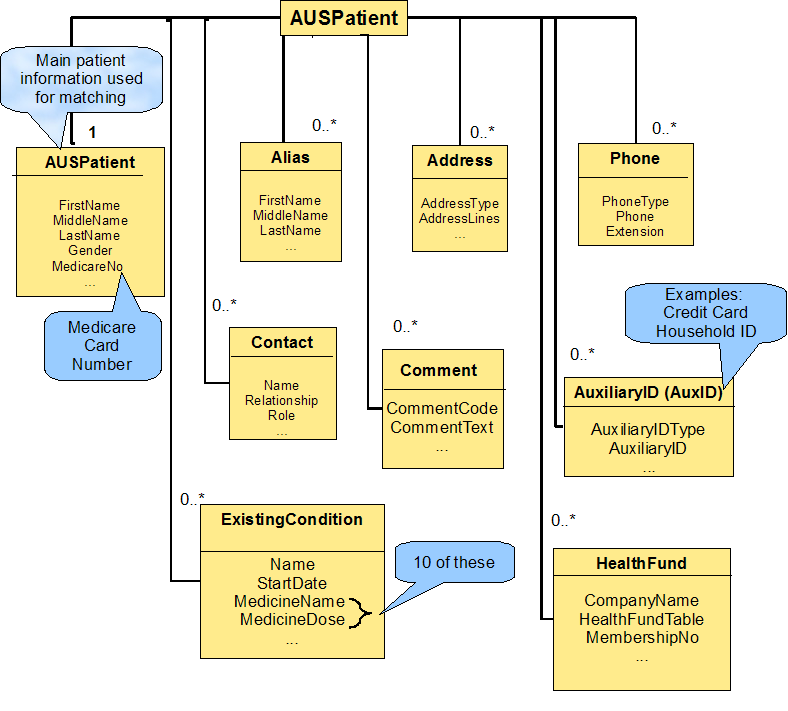 AUSPatient
Main patient
information used
for matching
1
AUSPatient
FirstName
MiddleName
LastName
Gender
MedicareNo
...
Medicare
Card
Number
0..*
Alias
FirstName
MiddleName
LastName
...
0..*
Address
AddressType
AddressLines
...
0..*
Phone
PhoneType
Phone
Extension
0..*
Contact
Name
Relationship
Role
...
0..*
Comment
CommentCode
CommentText
...
Examples:
Credit Card
Household ID
0..*
AuxiliaryID (AuxID)
AuxiliaryIDType
AuxiliaryID
...
0..*
ExistingCondition
Name
StartDate
MedicineName
MedicineDose
...
10 of these
0..*
HealthFund
CompanyName
HealthFundTable
MembershipNo
...